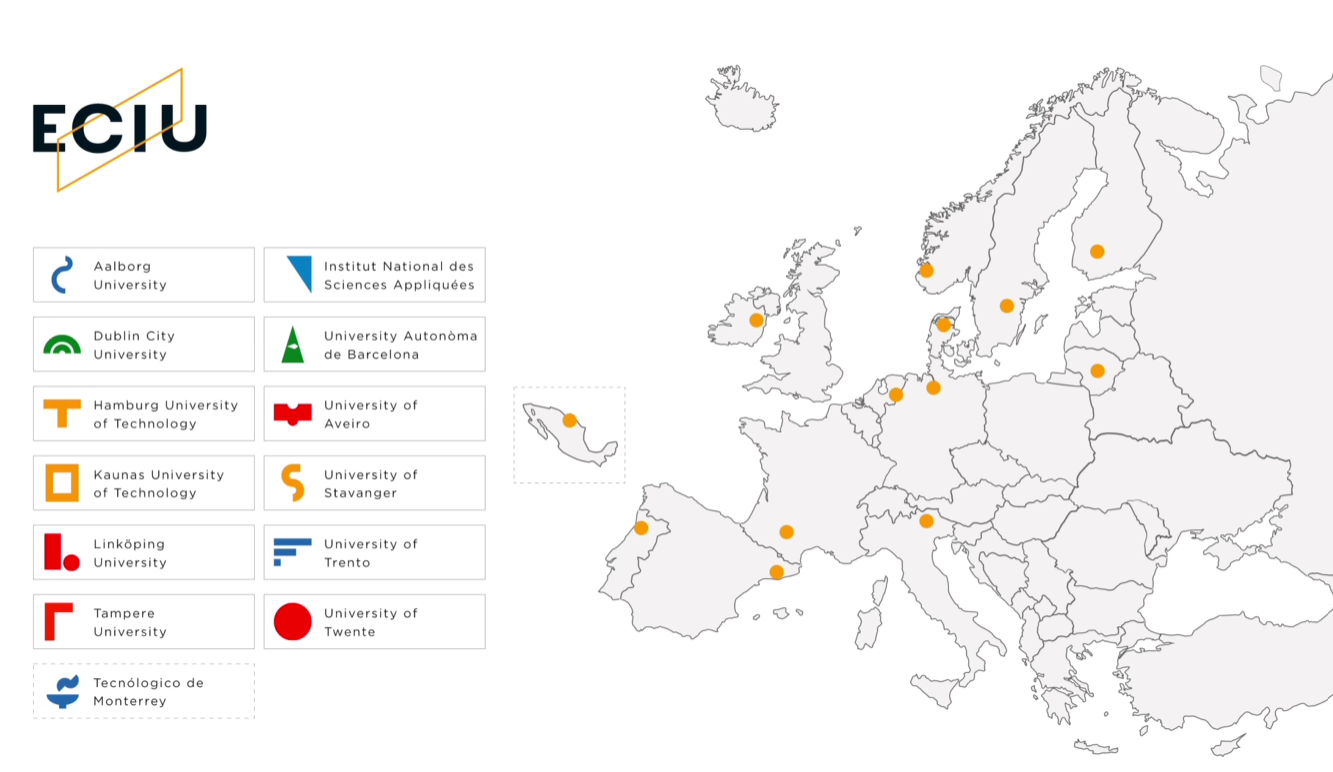 ECIU
Aalborg
University
Institut National des
Sciences Appliquées
Dublin City
University
University Autonòma
de Barcelona
Hamburg University
of Technology
University of
Aveiro
Kaunas University
of Technology
University of
Stavanger
Linköping
University
University of
Trento
Tampere
University
University of
Twente
Tecnólogico de
Monterrey